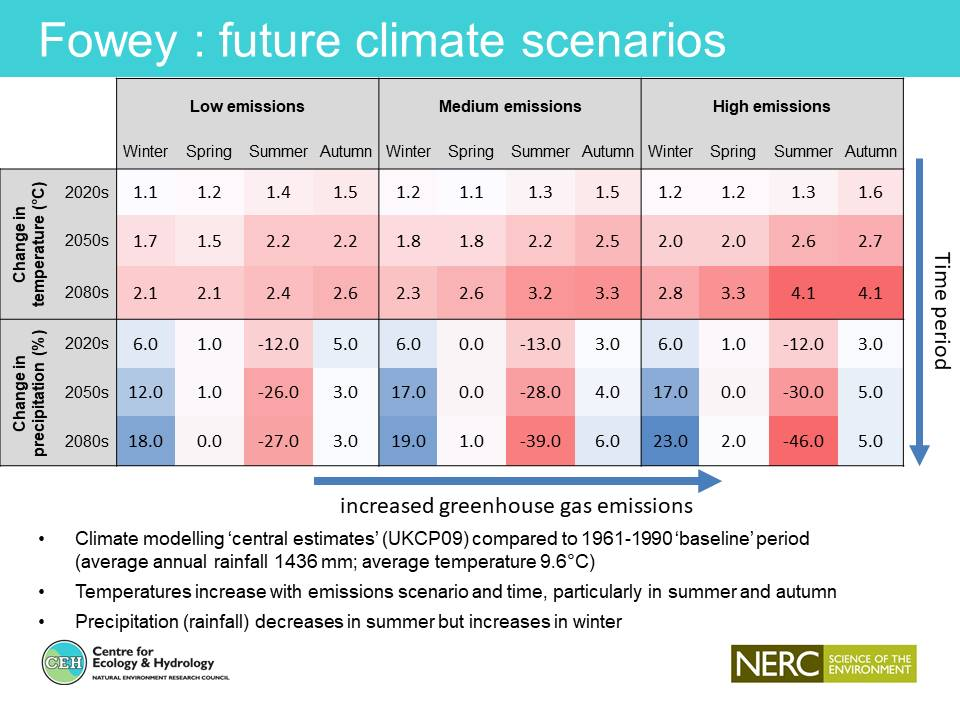 Fowey : future climate scenarios
Low emissions Medium emissions High emissions
Winter Spring Summer Autumn Winter Spring Summer Autumn Winter Spring Summer Autumn
Change in
temperature (°C)
2020s 1.1 1.2 1.4 1.5 1.2 1.1 1.3 1.5 1.2 1.2 1.3 1.6
2050s 1.7 1.5 2.2 2.2 1.8 1.8 2.2 2.5 2.0 2.0 2.6 2.7
2080s 2.1 2.1 2.4 2.6 2.3 2.6 3.2 3.3 2.8 3.3 4.1 4.1
Change in
precipitation (%)
2020s 6.0 1.0 -12.0 5.0 6.0 0.0 -13.0 3.0 6.0 1.0 -12.0 3.0
2050s 12.0 1.0 -26.0 3.0 17.0 0.0 -28.0 4.0 17.0 0.0 -30.0 5.0
2080s 18.0 0.0 -27.0 3.0 19.0 1.0 -39.0 6.0 23.0 2.0 -46.0 5.0
Time period
increased greenhouse gas emissions
• Climate modelling ‘central estimates’ (UKCP09) compared to 1961-1990 ‘baseline’ period
(average annual rainfall 1436 mm; average temperature 9.6°C)
• Temperatures increase with emissions scenario and time, particularly in summer and autumn
• Precipitation (rainfall) decreases in summer but increases in winter
CEH
Centre for
Ecology & Hydrology
NATURAL ENVIRONMENT RESEARCH COUNCIL
NERC
SCIENCE OF THE
ENVIRONMENT